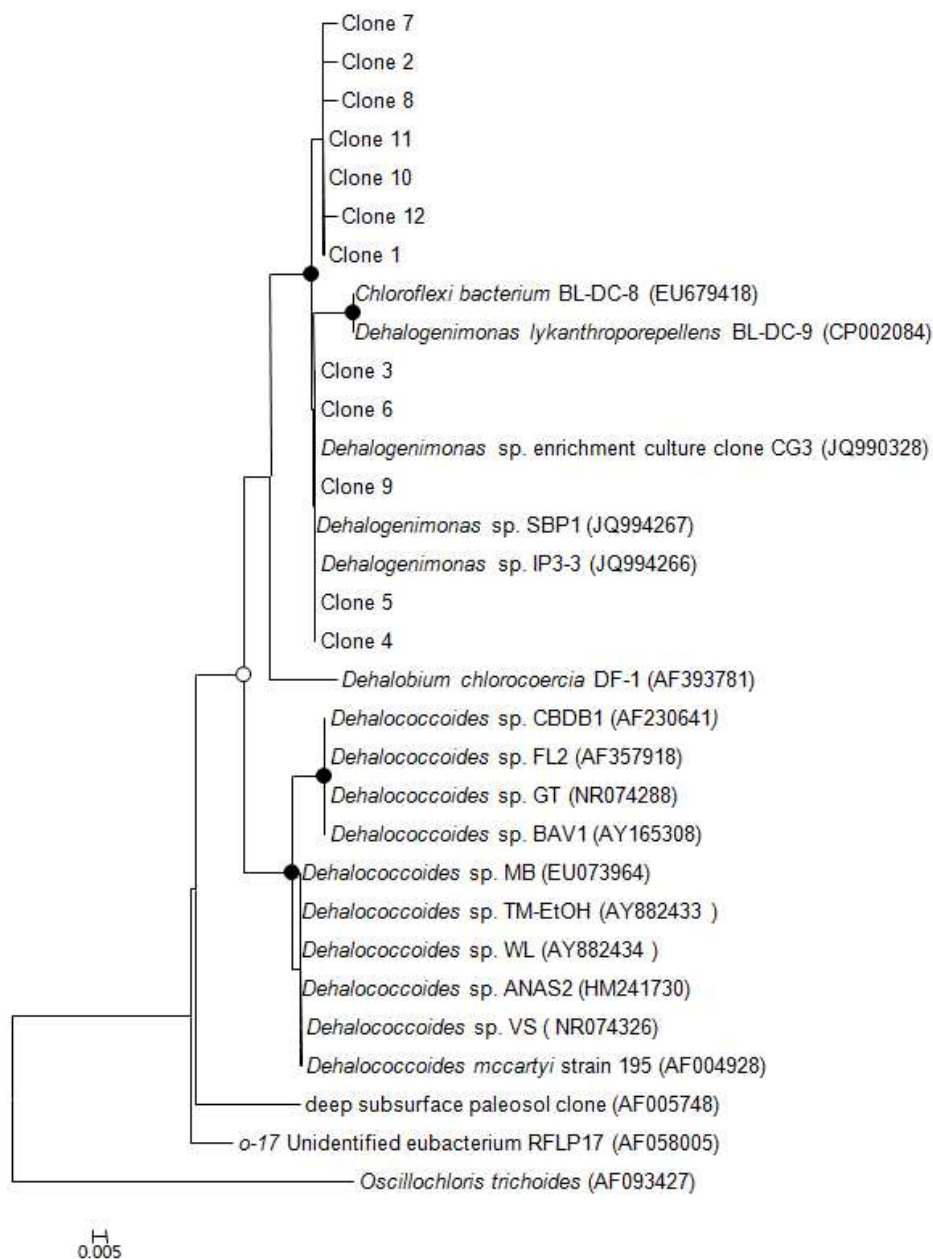 Clone 7
Clone 2
Clone 8
Clone 11
Clone 10
Clone 12
Clone 1
Chloroflexi bacterium BL-DC-8 (EU679418)
Dehalogenimonas lykanthroporepellens BL-DC-9 (CP002084)
Clone 3
Clone 6
Dehalogenimonas sp. enrichment culture clone CG3 (JQ990328)
Clone 9
Dehalogenimonas sp. SBP1 (JQ994267)
Dehalogenimonas sp. IP3-3 (JQ994266)
Clone 5
Clone 4
Dehalobium chlorocoercia DF-1 (AF393781)
Dehalococcoides sp. CBDB1 (AF230641)
Dehalococcoides sp. FL2 (AF357918)
Dehalococcoides sp. GT (NR074288)
Dehalococcoides sp. BAV1 (AY165308)
Dehalococcoides sp. MB (EU073964)
Dehalococcoides sp. TM-EtOH (AY882433 )
Dehalococcoides sp. WL (AY882434 )
Dehalococcoides sp. ANAS2 (HM241730)
Dehalococcoides sp. VS ( NR074326)
Dehalococcoides mccartyi strain 195 (AF004928)
deep subsurface paleosol clone (AF005748)
o-17 Unidentified eubacterium RFLP17 (AF058005)
Oscillochloris trichoides (AF093427)
0.005